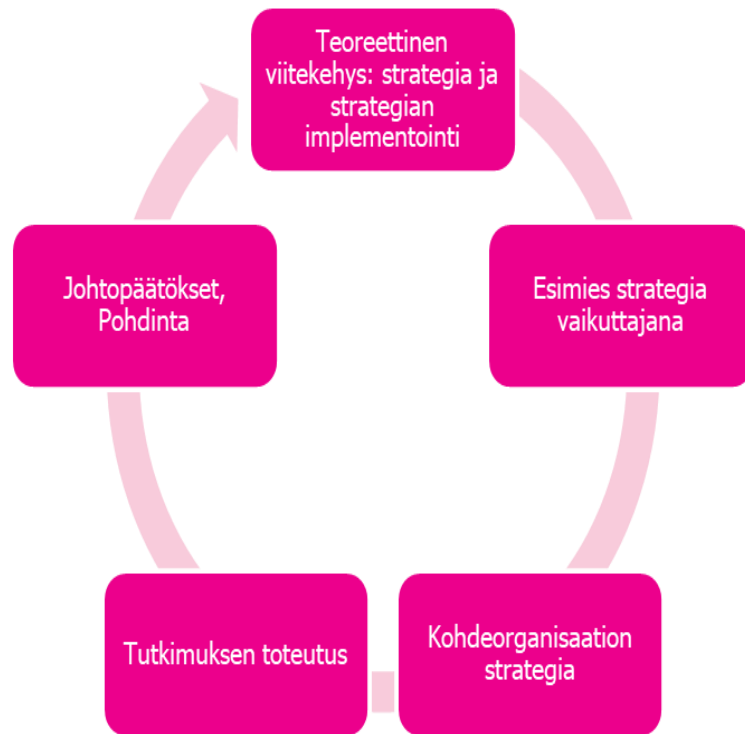 Teoreettinen
viitekehys: strategia ja
strategian
implementointi
Esimies strategia
vaikuttajana
Kohdeorganisaation
strategia
Tutkimuksen toteutus
Johtopäätökset,
Pohdinta